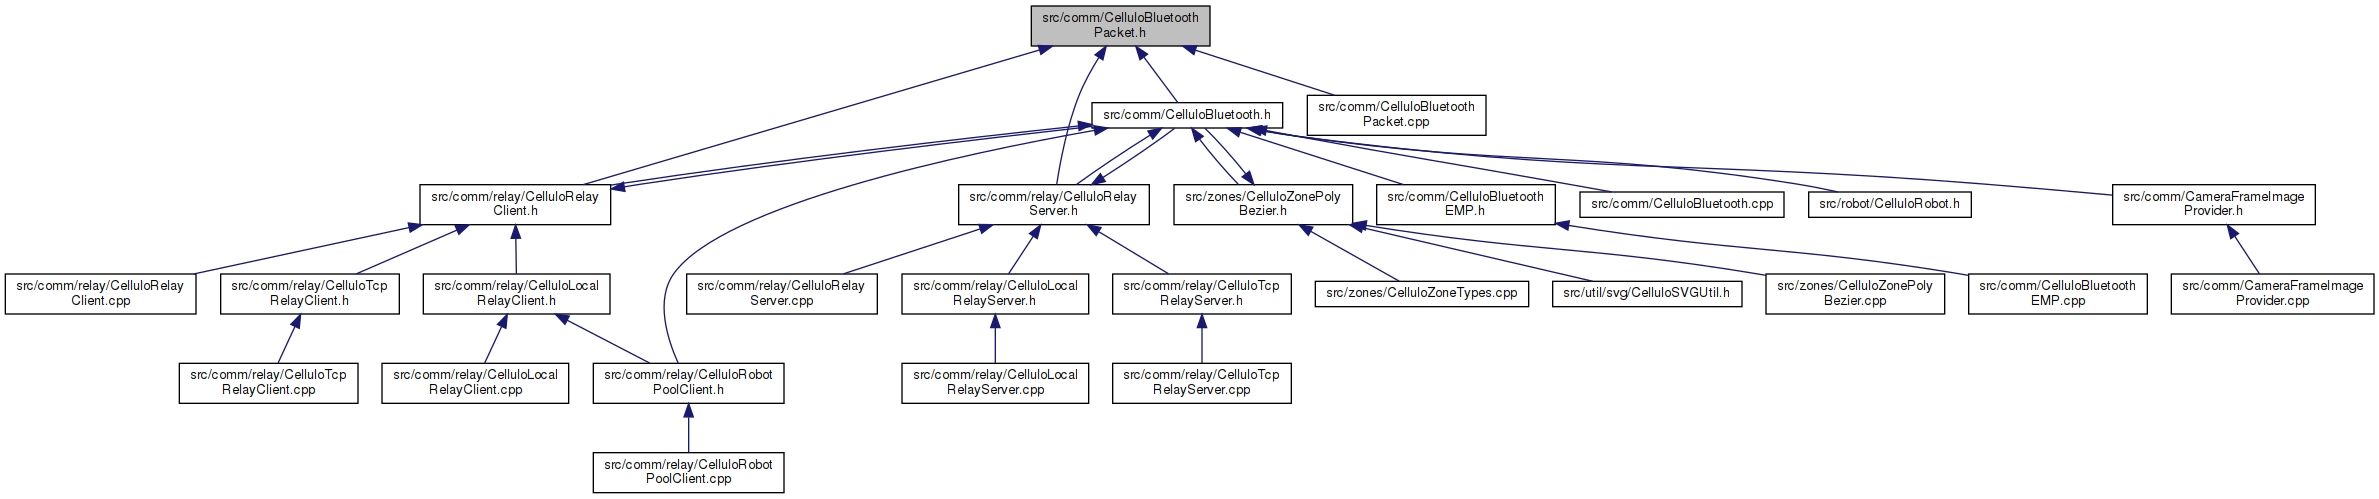 src/comm/CelluloBluetooth
Packet.h
src/comm/CelluloBluetooth
Packet.cpp
src/comm/CelluloBluetooth.h
src/comm/relay/CelluloRelay
Client.h
src/comm/relay/CelluloRelay
Server.h
src/zones/CelluloZonePoly
Bezier.h
src/comm/CelluloBluetooth
EMP.h
src/comm/CelluloBluetooth.cpp
src/robot/CelluloRobot.h
src/comm/CameraFrameImage
Provider.h
src/comm/relay/CelluloRelay
Client.cpp
src/comm/relay/CelluloTcp
RelayClient.h
src/comm/relay/CelluloLocal
RelayClient.h
src/comm/relay/CelluloRelay
Server.cpp
src/comm/relay/CelluloLocal
RelayServer.h
src/comm/relay/CelluloTcp
RelayServer.h
src/zones/CelluloZoneTypes.cpp
src/util/svg/CelluloSVGUtil.h
src/zones/CelluloZonePoly
Bezier.cpp
src/comm/CelluloBluetooth
EMP.cpp
src/comm/CameraFrameImage
Provider.cpp
src/comm/relay/CelluloTcp
RelayClient.cpp
src/comm/relay/CelluloLocal
RelayClient.cpp
src/comm/relay/CelluloRobot
PoolClient.h
src/comm/relay/CelluloLocal
RelayServer.cpp
src/comm/relay/CelluloTcp
RelayServer.cpp
src/comm/relay/CelluloRobot
PoolClient.cpp